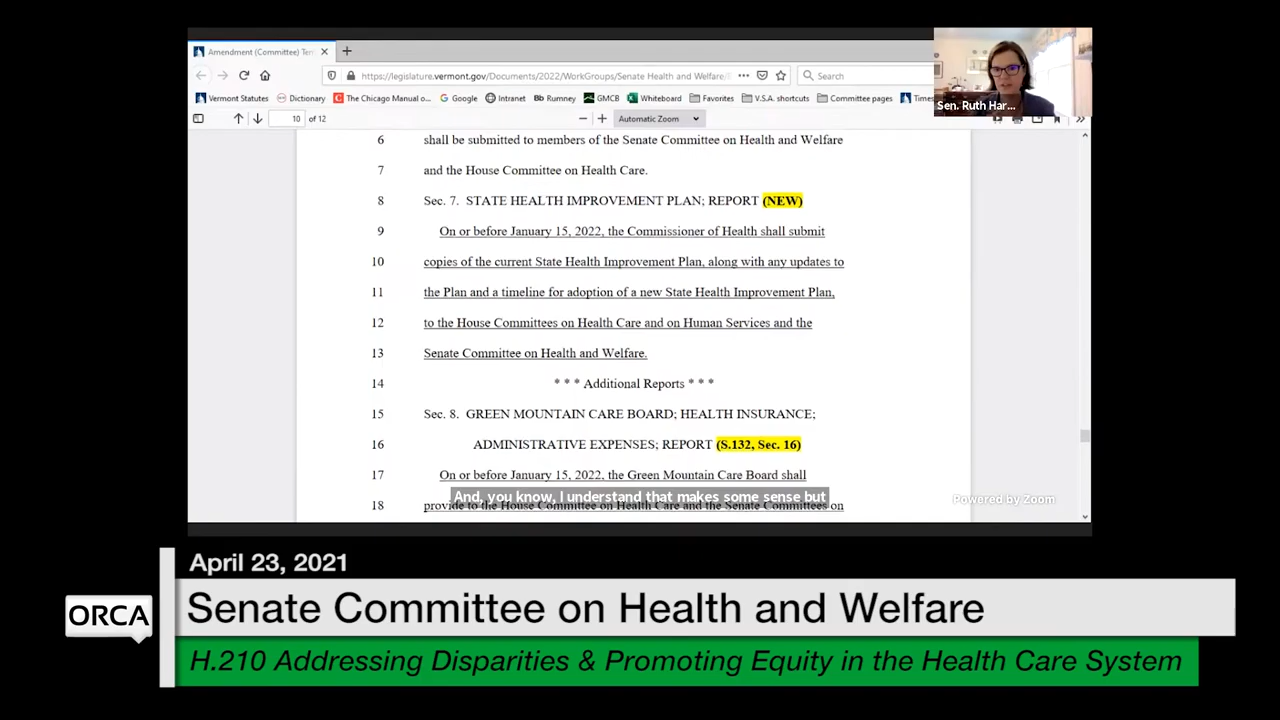 Amendment (Committee) Ten
https://legislature.vermont.gov/Documents/2022/WorkGroups/Senate Health and Welfare/
Search
Vermont Statutes
Dictionary
The Chicago Manual o...
Google
Intranet
Bb Rumney
GMCB
Whiteboard
Favorites
V.S.A. shortcuts
Committee pages
Times
Sen. Ruth Har...
10 of 12
Automatic Zoom
6 shall be submitted to members of the Senate Committee on Health and Welfare
7 and the House Committee on Health Care.
8 Sec. 7. STATE HEALTH IMPROVEMENT PLAN; REPORT (NEW)
9 On or before January 15, 2022, the Commissioner of Health shall submit
10 copies of the current State Health Improvement Plan, along with any updates to
11 the Plan and a timeline for adoption of a new State Health Improvement Plan,
12 to the House Committees on Health Care and on Human Services and the
13 Senate Committee on Health and Welfare.
14 * * * Additional Reports * * *
15 Sec. 8. GREEN MOUNTAIN CARE BOARD; HEALTH INSURANCE;
16 ADMINISTRATIVE EXPENSES; REPORT (S.132, Sec. 16)
17 On or before January 15, 2022, the Green Mountain Care Board shall
And, you know, I understand that makes some sense but
18 provide to the House Committee on Health Care and the Senate Committees on
Powered by Zoom
April 23, 2021
ORCA
Senate Committee on Health and Welfare
H.210 Addressing Disparities & Promoting Equity in the Health Care System